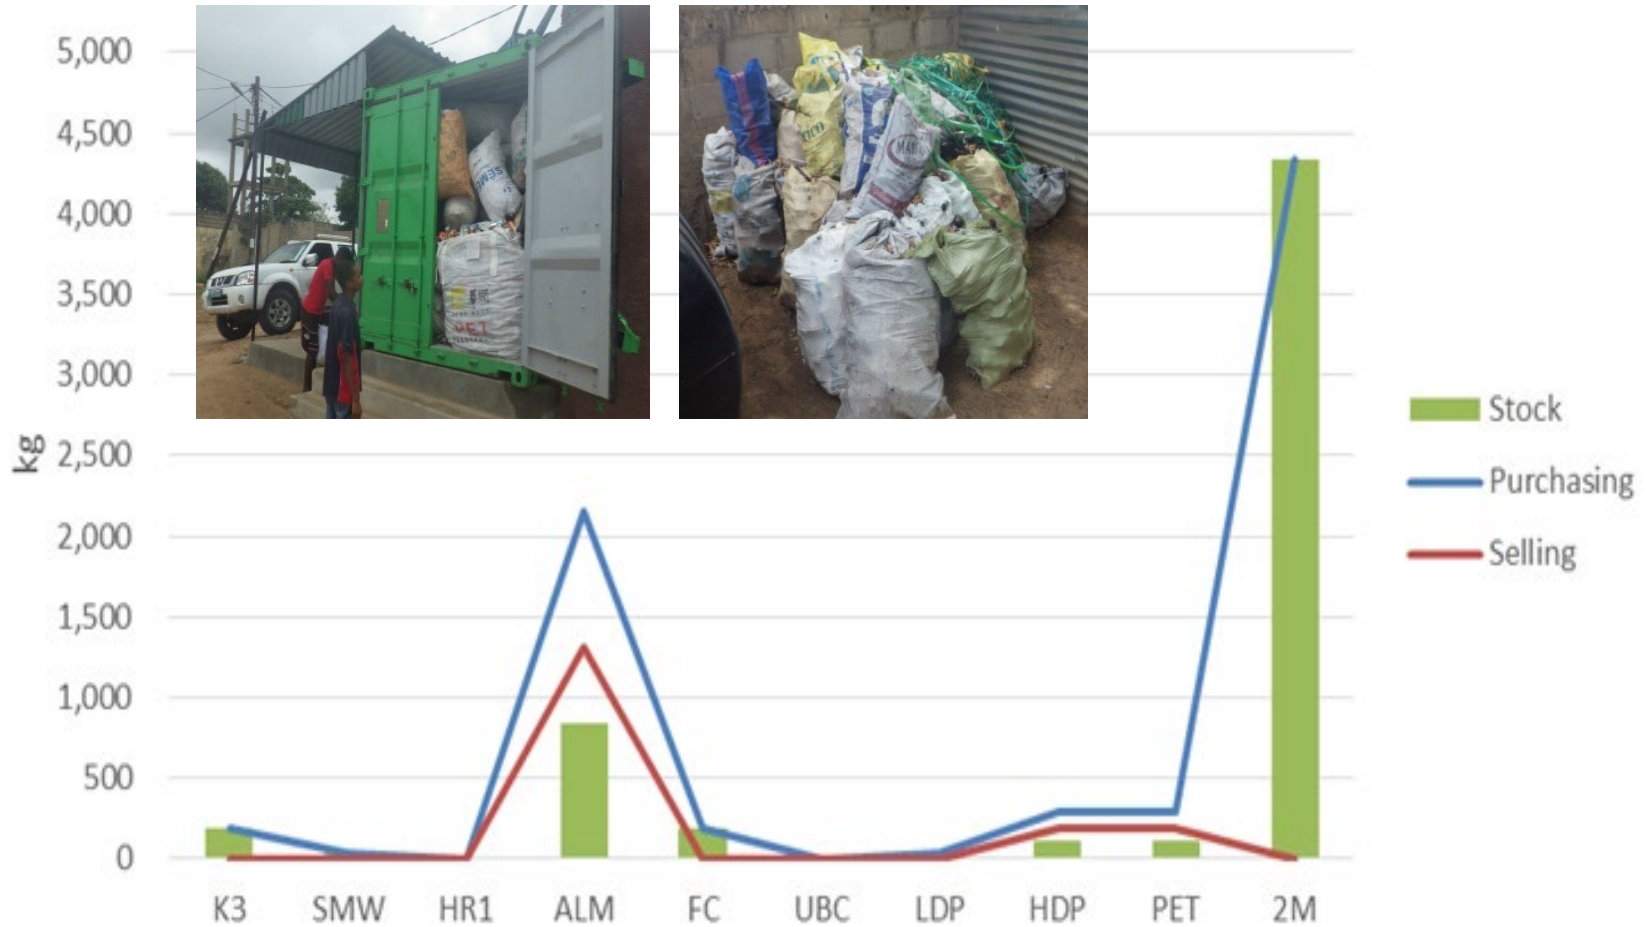 5,000
4,500
4,000
3,500
3,000
2,500
2,000
1,500
1,000
500
0
kg
PET
K3 SMW HR1 ALM FC UBC LDP HDP PET 2M
Stock
Purchasing
Selling